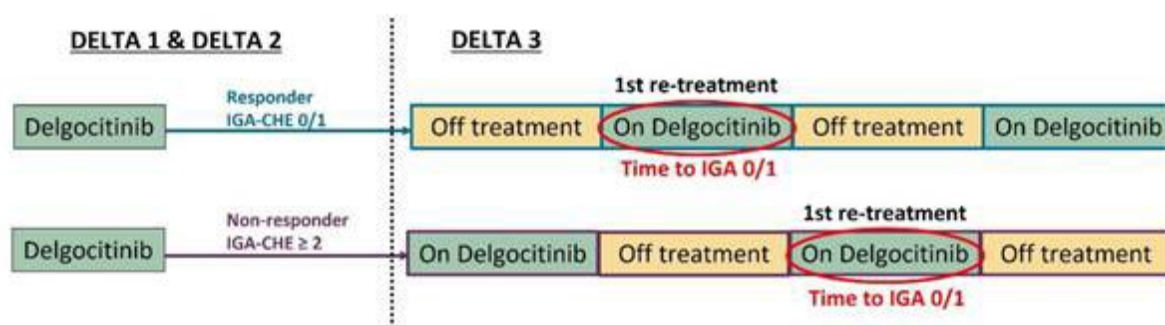 DELTA 1 & DELTA 2
DELTA 3
1st re-treatment
Responder
IGA-CHE 0/1
Delgocitinib
Off treatment
On Delgocitinib
Off treatment
On Delgocitinib
Time to IGA 0/1
1st re-treatment
Non-responder
IGA-CHE ≥ 2
Delgocitinib
On Delgocitinib
Off treatment
On Delgocitinib
Off treatment
Time to IGA 0/1